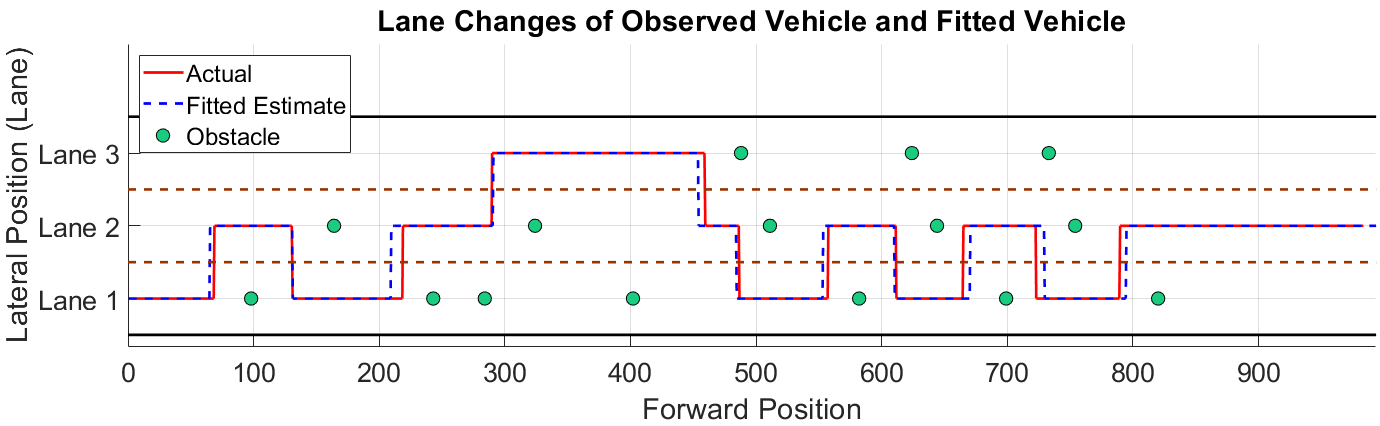 Lane Changes of Observed Vehicle and Fitted Vehicle
Actual
Fitted Estimate
Obstacle
Lateral Position (Lane)
Lane 3
Lane 2
Lane 1
0 100 200 300 400 500 600 700 800 900
Forward Position